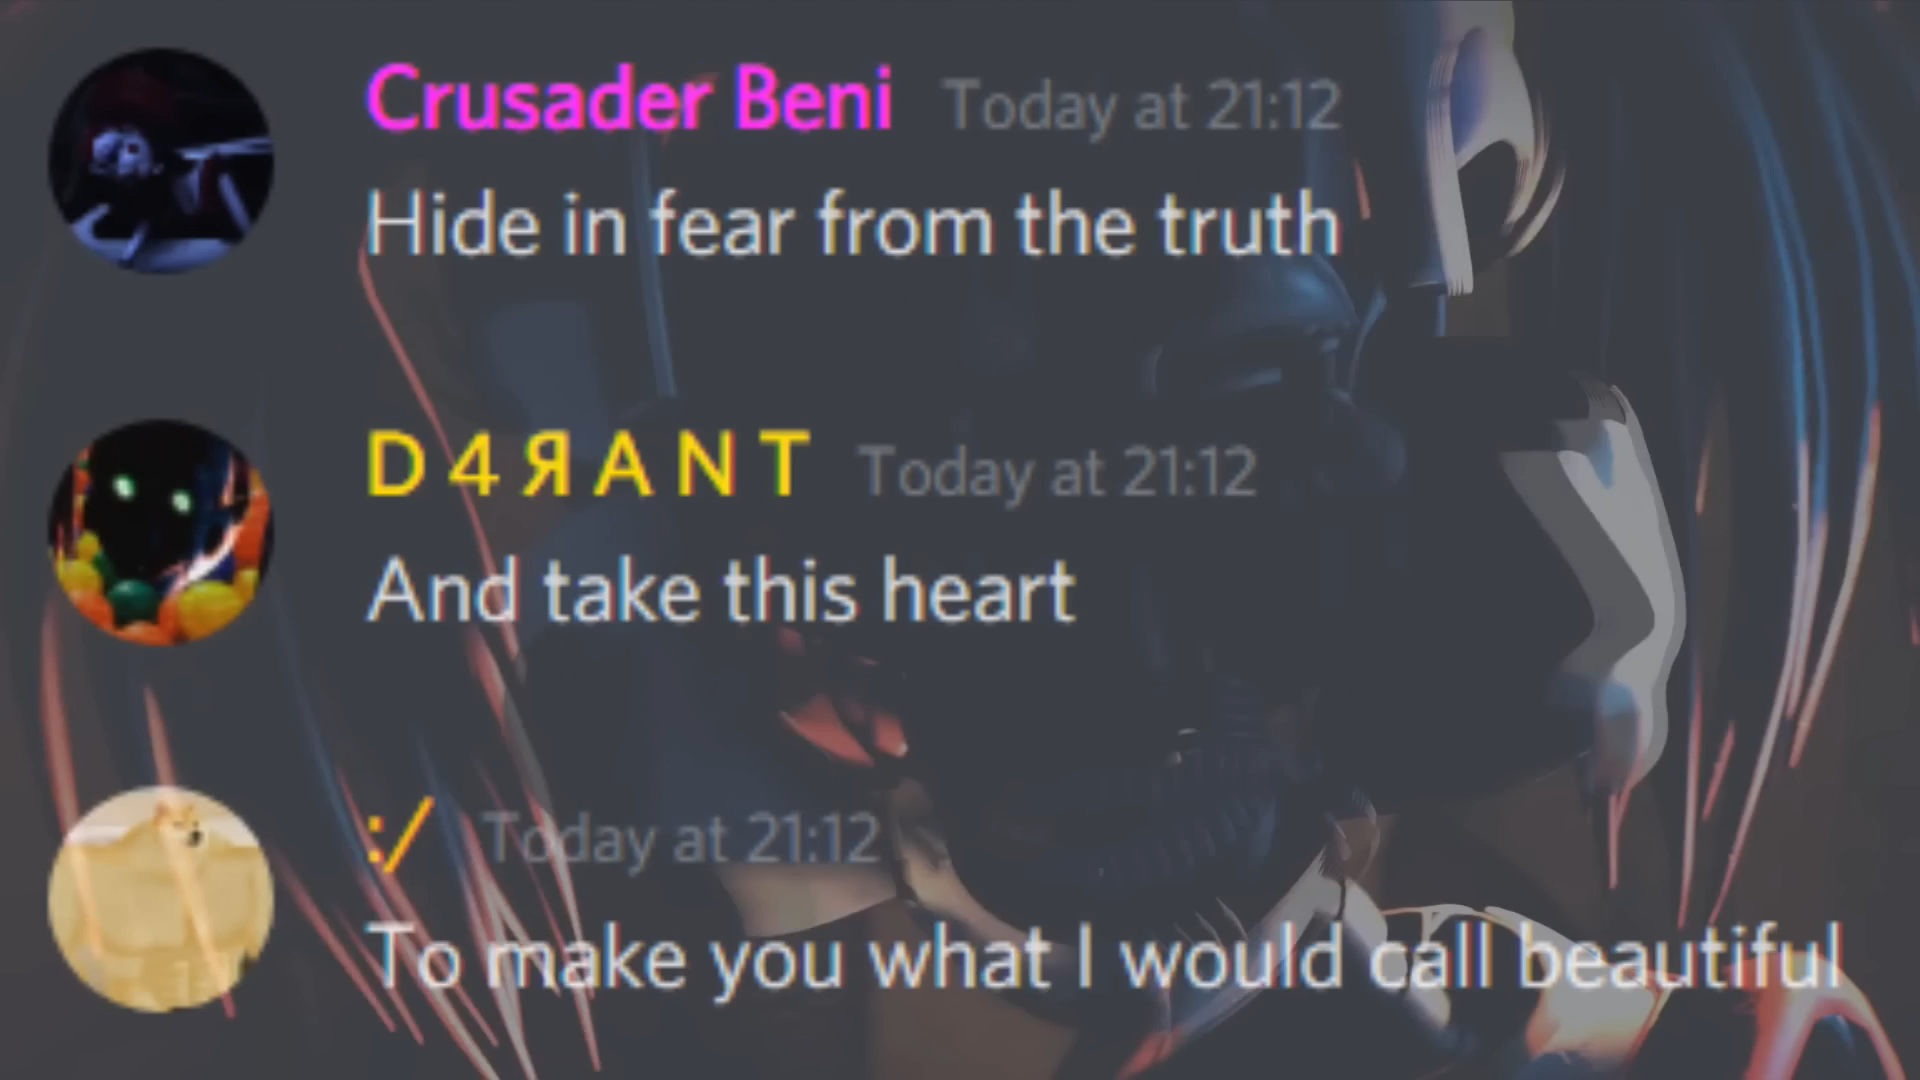 Crusader Beni Today at 21:12
Hide in fear from the truth
D 4 Я A N T Today at 21:12
And take this heart
:/ Today at 21:12
To make you what I would call beautiful